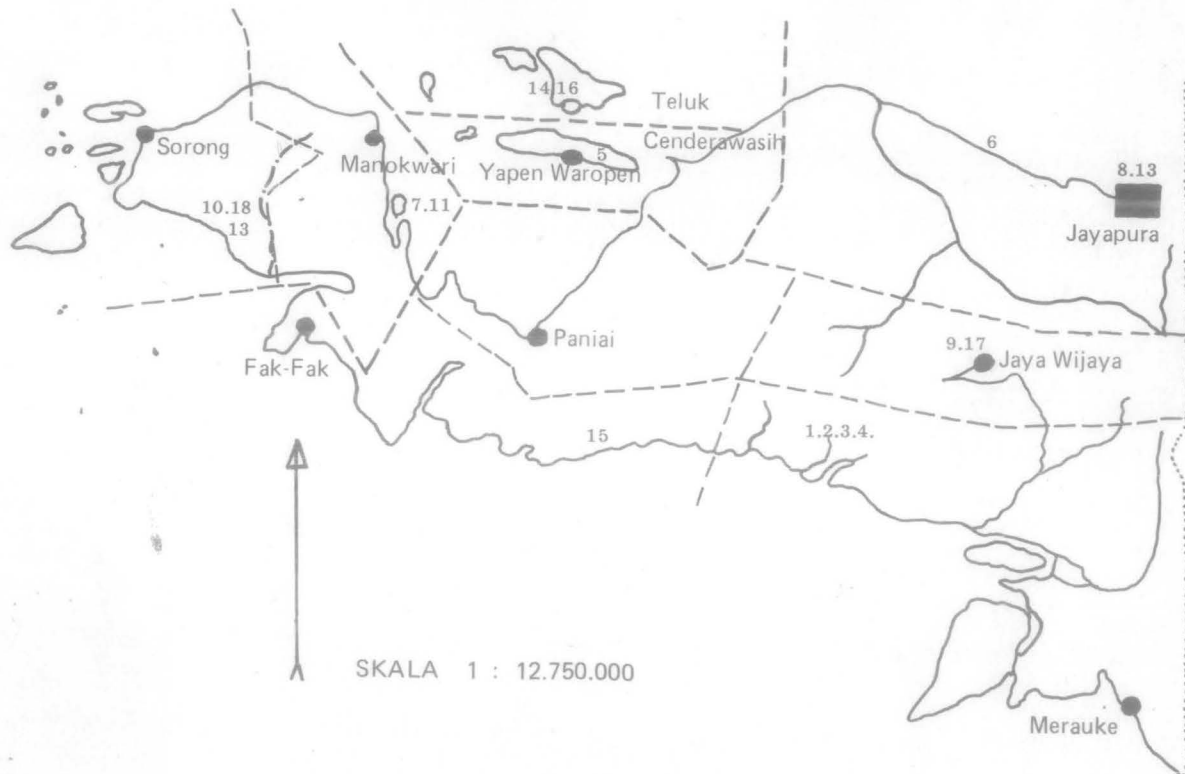 14 16
Teluk
Sorong
Manokwari
Cenderawasih
5
Yapen Waropen
6
8.13
Jayapura
10.18
13
7.11
Fak-Fak
Paniai
9.17
Jaya Wijaya
15
1.2.3.4.
SKALA 1 : 12.750.000
Merauke